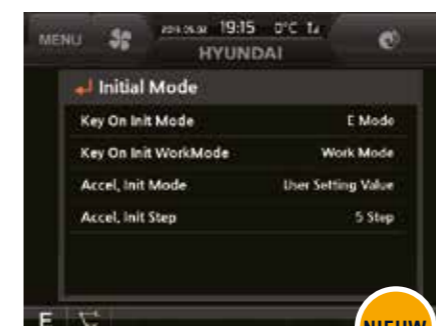 MENU 19:15 0°C
HYUNDAI
Initial Mode
Key On Init Mode E Mode
Key On Init WorkMode Work Mode
Accel, Init Mode User Setting Value
Accel, Init Step 5 Step
E
NIEUW